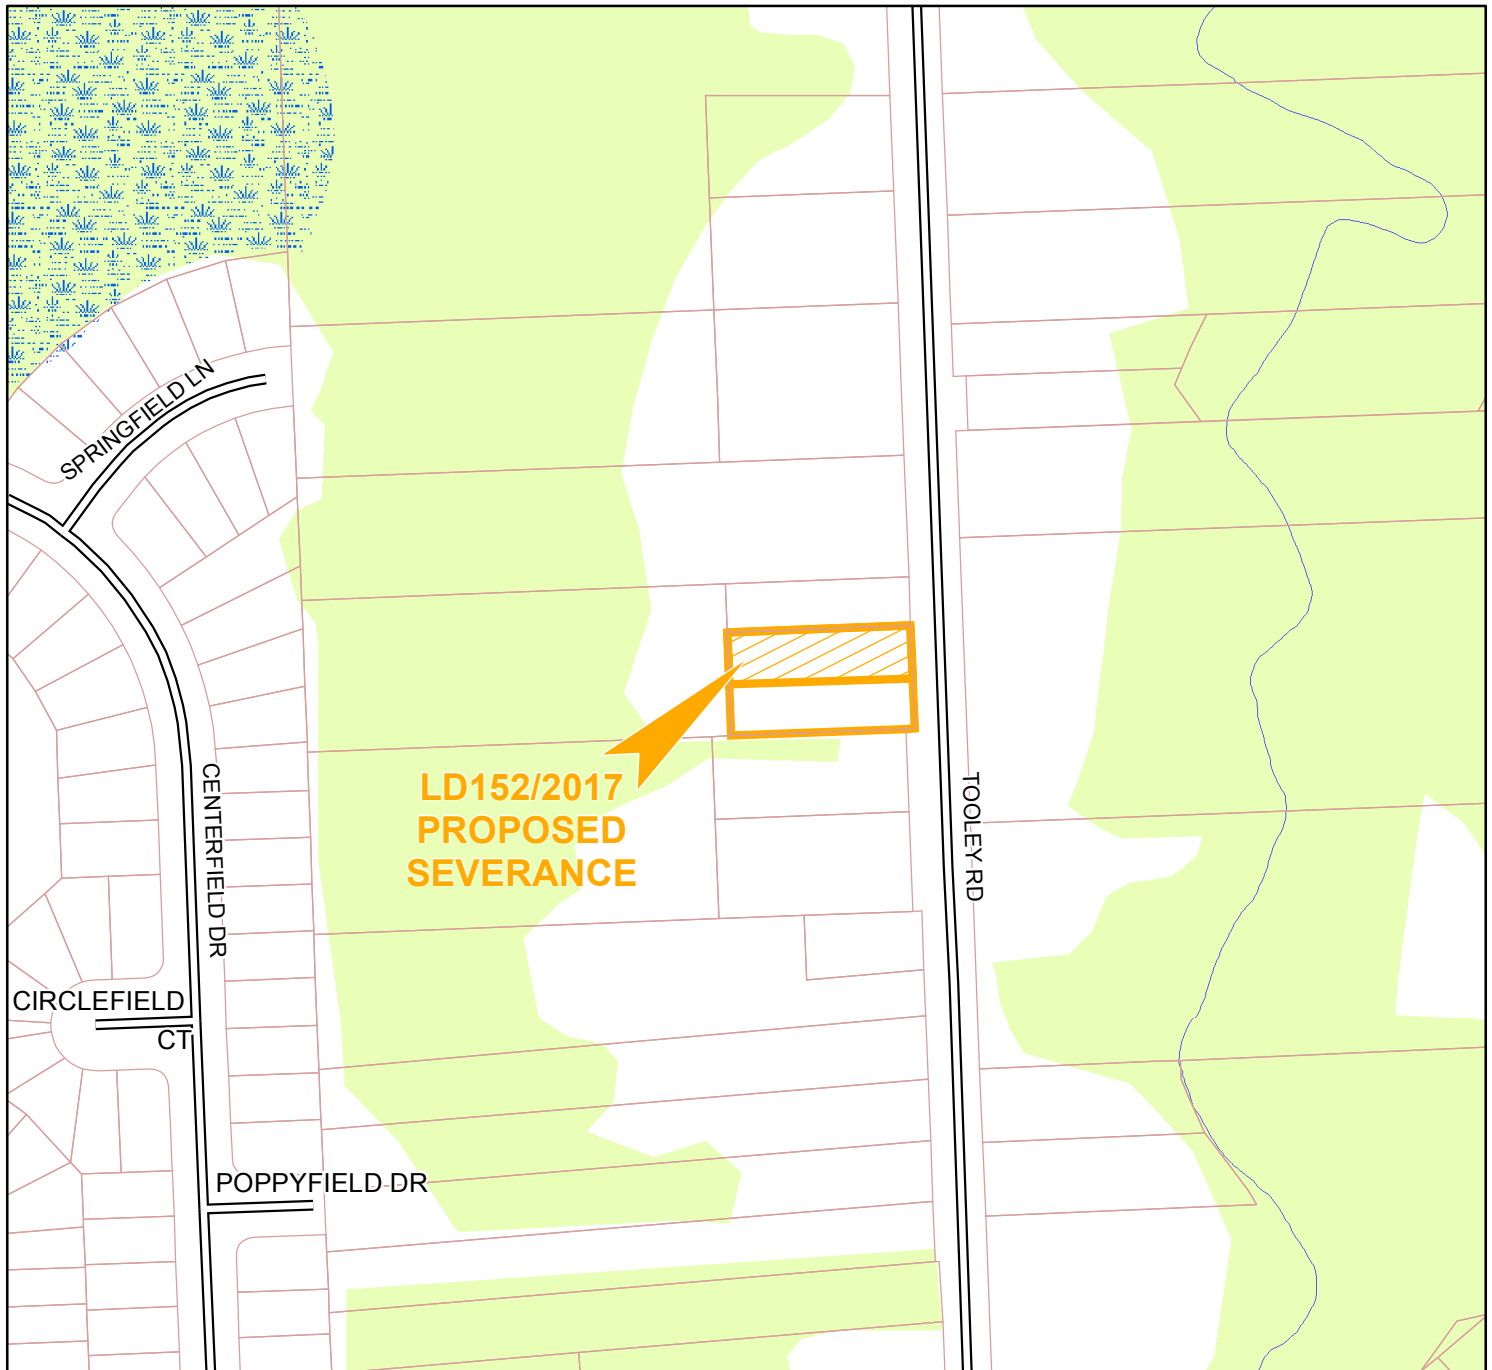 SPRINGFIELD LN
LD152/2017
PROPOSED
SEVERANCE
CENTERFIELD DR
TOOLEY RD
CIRCLEFIELD
CT
POPPYFIELD DR